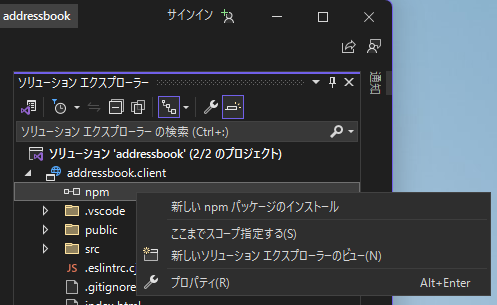 addressbook
サインイン
通知
ソリューション エクスプローラー
ソリューション エクスプローラー の検索 (Ctrl+:)
ソリューション 'addressbook' (2/2 のプロジェクト)
addressbook.client
npm
新しい npm パッケージのインストール
.vscode
ここまでスコープ指定する(S)
public
新しいソリューション エクスプローラーのビュー(N)
src
.eslintrc.c
プロパティ(R) Alt+Enter
.gitignore
index.html